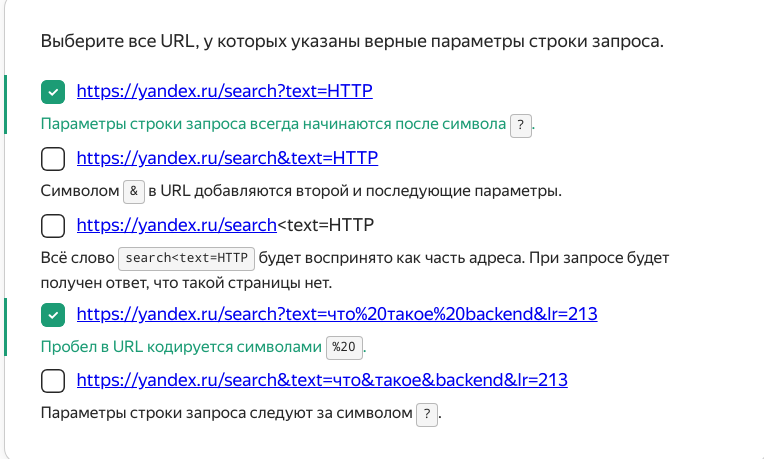 Выберите все URL, у которых указаны верные параметры строки запроса.
https://yandex.ru/search?text=HTTP
Параметры строки запроса всегда начинаются после символа ?.
https://yandex.ru/search&text=HTTP
Символом & в URL добавляются второй и последующие параметры.
https://yandex.ru/search<text=HTTP
Всё слово search<text=HTTP будет воспринято как часть адреса. При запросе будет
получен ответ, что такой страницы нет.
https://yandex.ru/search?text=что%20такое%20backend&lr=213
Пробел в URL кодируется символами %20.
https://yandex.ru/search&text=что&такое&backend&lr=213
Параметры строки запроса следуют за символом ?.